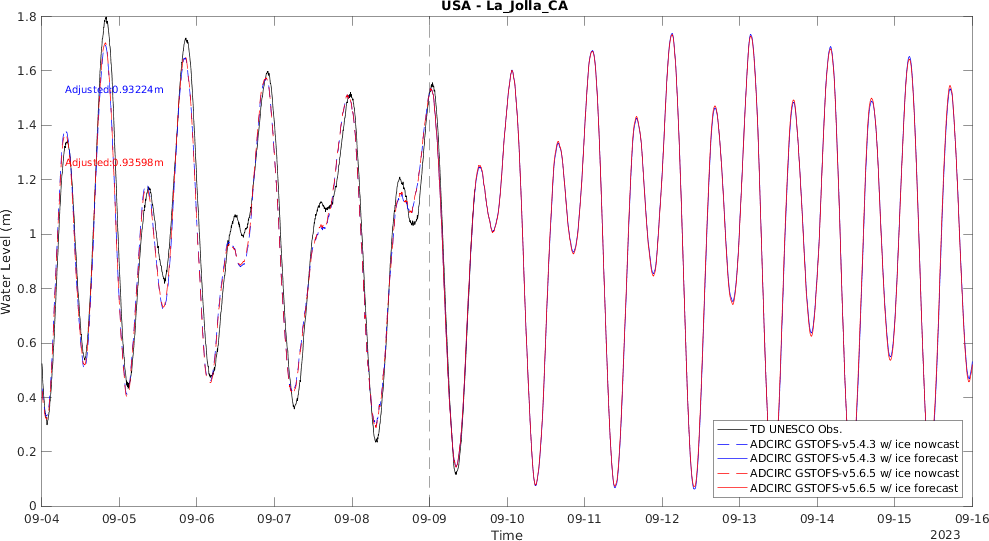 USA - La_Jolla_CA
1.8
1.6
1.4
1.2
1
0.8
0.6
0.4
0.2
0
Water Level (m)
Adjusted:0.93224m
Adjusted:0.93598m
TD UNESCO Obs.
ADCIRC GSTOFS-v5.4.3 w/ ice nowcast
ADCIRC GSTOFS-v5.4.3 w/ ice forecast
ADCIRC GSTOFS-v5.6.5 w/ ice nowcast
ADCIRC GSTOFS-v5.6.5 w/ ice forecast
09-04 09-05 09-06 09-07 09-08 09-09 09-10 09-11 09-12 09-13 09-14 09-15 09-16
Time
2023